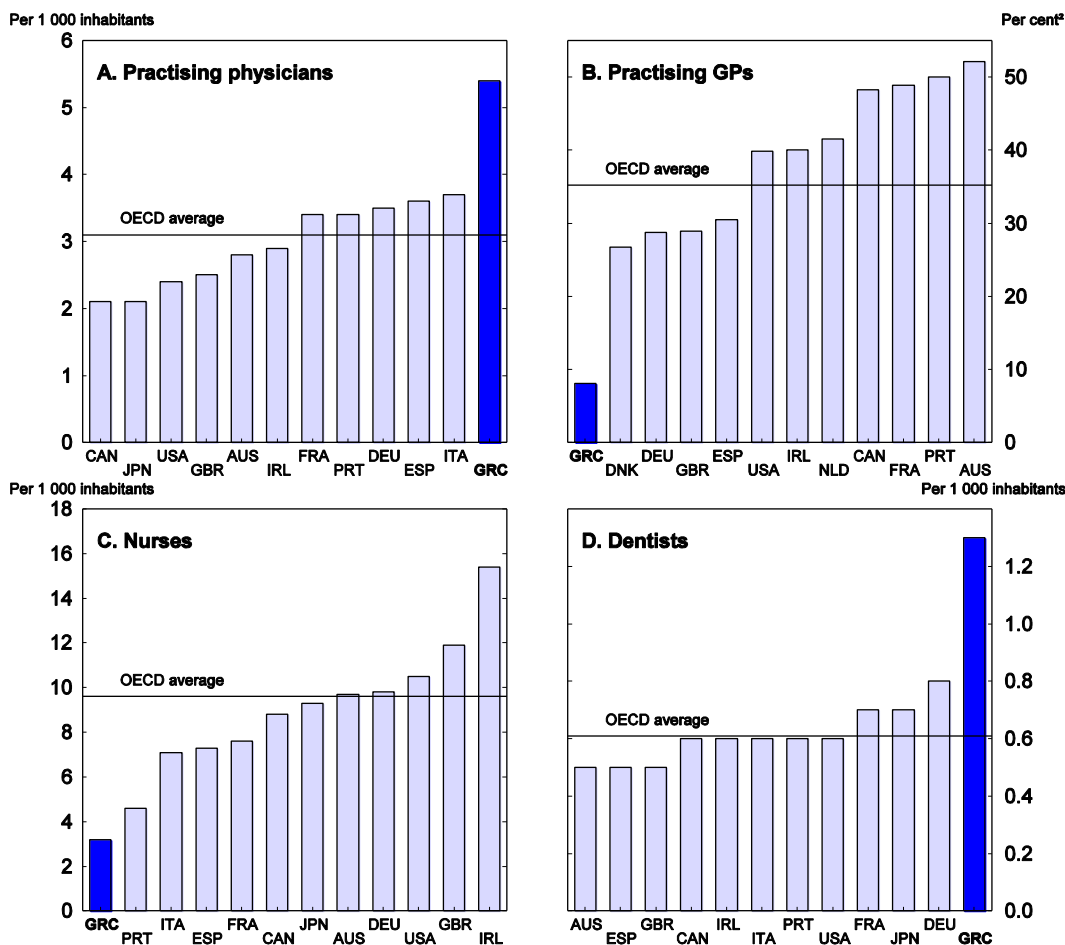 Per 1 000 inhabitants
A. Practising physicians
6
5
4
3
2
1
0
OECD average
CAN JPN USA GBR AUS IRL FRA PRT DEU ESP ITA GRC
Per cent²
B. Practising GPs
50
40
30
20
10
0
OECD average
GRC DNK DEU GBR ESP USA IRL NLD CAN FRA PRT AUS
Per 1 000 inhabitants
C. Nurses
18
16
14
12
10
8
6
4
2
0
OECD average
GRC PRT ITA ESP FRA CAN JPN AUS DEU USA GBR IRL
Per 1 000 inhabitants
D. Dentists
1.2
1.0
0.8
0.6
0.4
0.2
0.0
OECD average
AUS ESP GBR CAN IRL ITA PRT USA FRA JPN DEU GRC